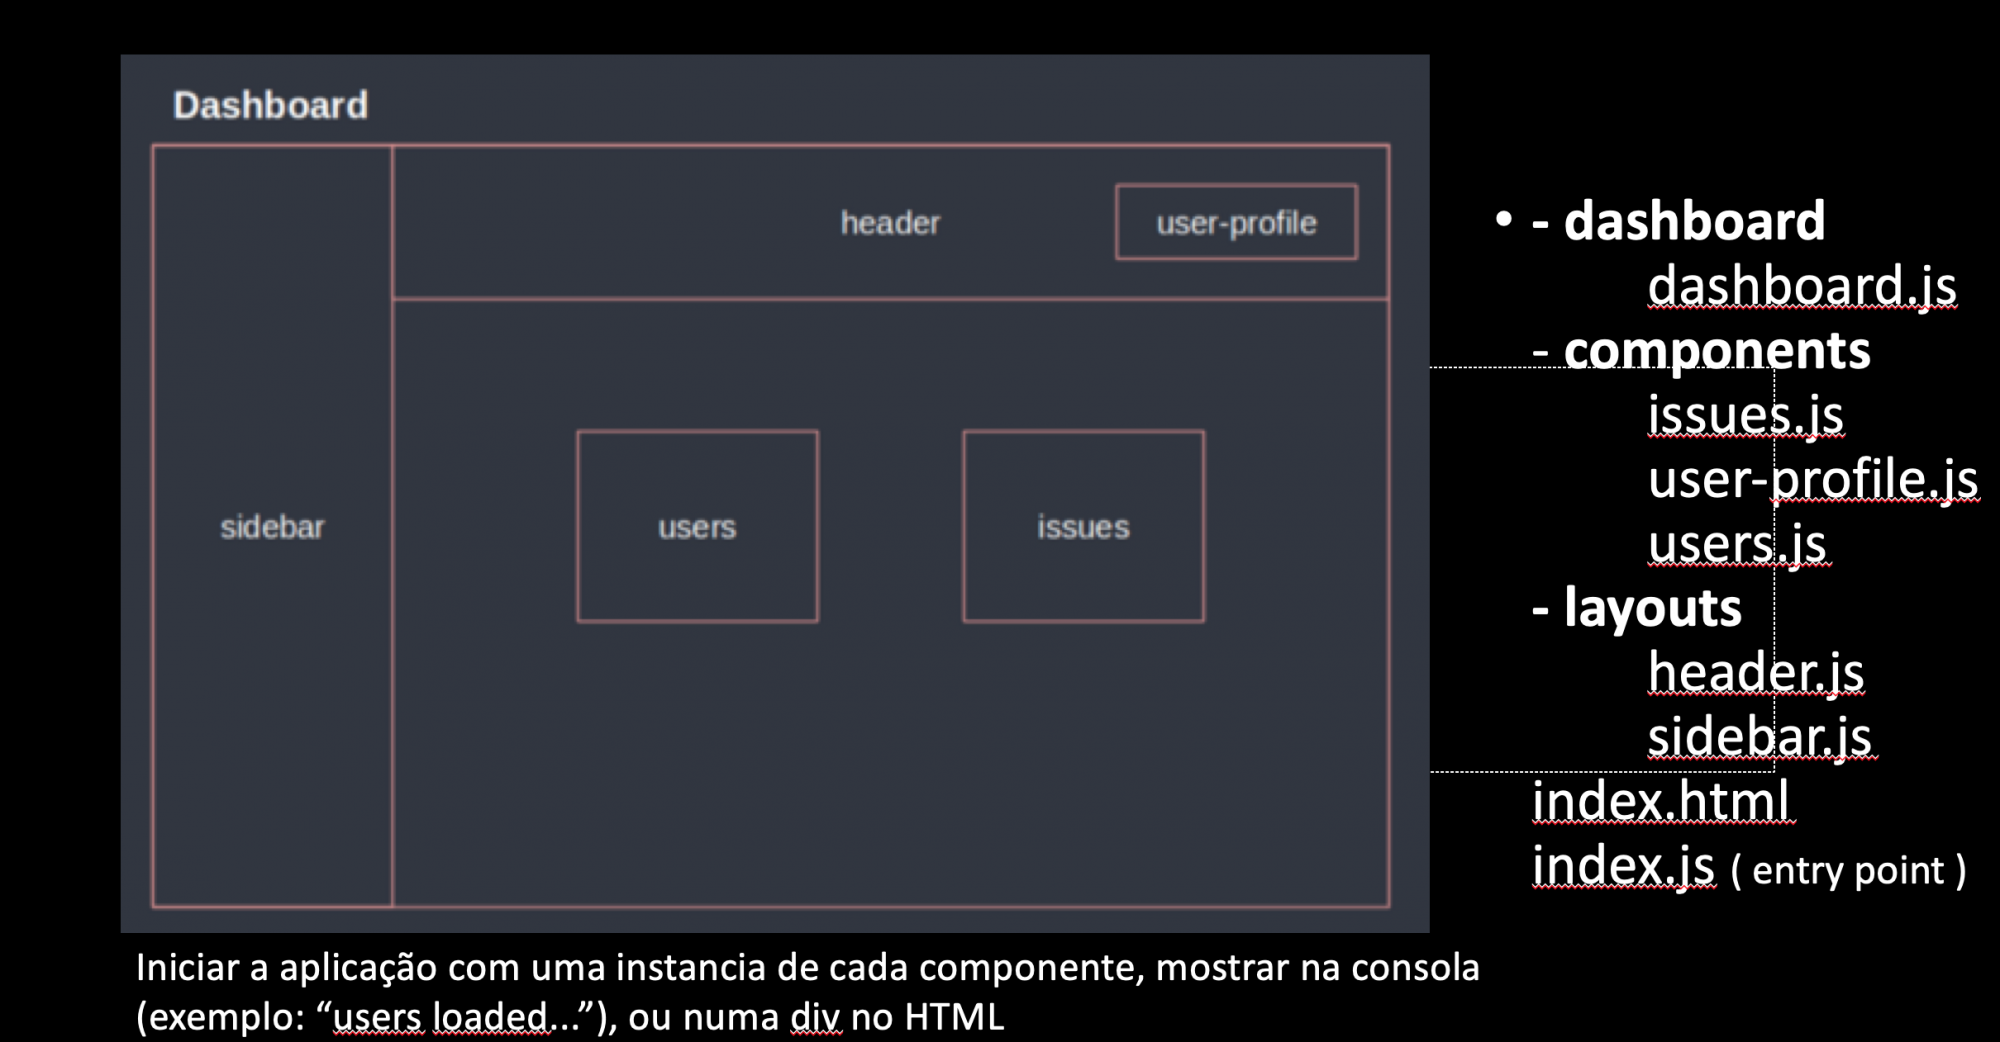 Dashboard
header
user-profile
sidebar
users
issues
• - dashboard
dashboard.js
- components
issues.js
user-profile.js
users.js
- layouts
header.js
sidebar.js
index.html
index.js ( entry point )
Iniciar a aplicação com uma instancia de cada componente, mostrar na consola
(exemplo: “users loaded...”), ou numa div no HTML